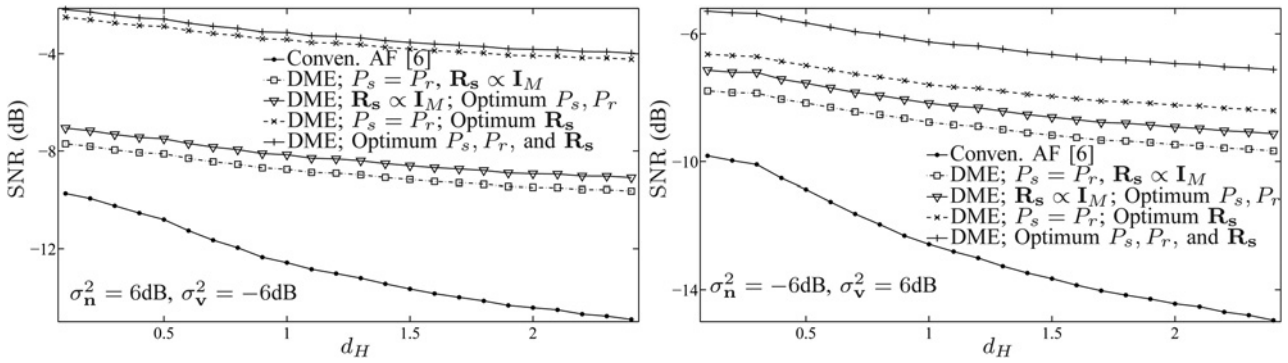 SNR (dB)
−4
−8
−12
Conven. AF [6]
DME; P_s = P_r, R_s ∝ I_M
DME; R_s ∝ I_M; Optimum P_s, P_r
DME; P_s = P_r; Optimum R_s
DME; Optimum P_s, P_r, and R_s
σ_n^2 = 6dB, σ_v^2 = −6dB
0.5 1 1.5 2
d_H
SNR (dB)
−6
−10
−14
Conven. AF [6]
DME; P_s = P_r, R_s ∝ I_M
DME; R_s ∝ I_M; Optimum P_s, P_r
DME; P_s = P_r; Optimum R_s
DME; Optimum P_s, P_r, and R_s
σ_n^2 = −6dB, σ_v^2 = 6dB
0.5 1 1.5 2
d_H